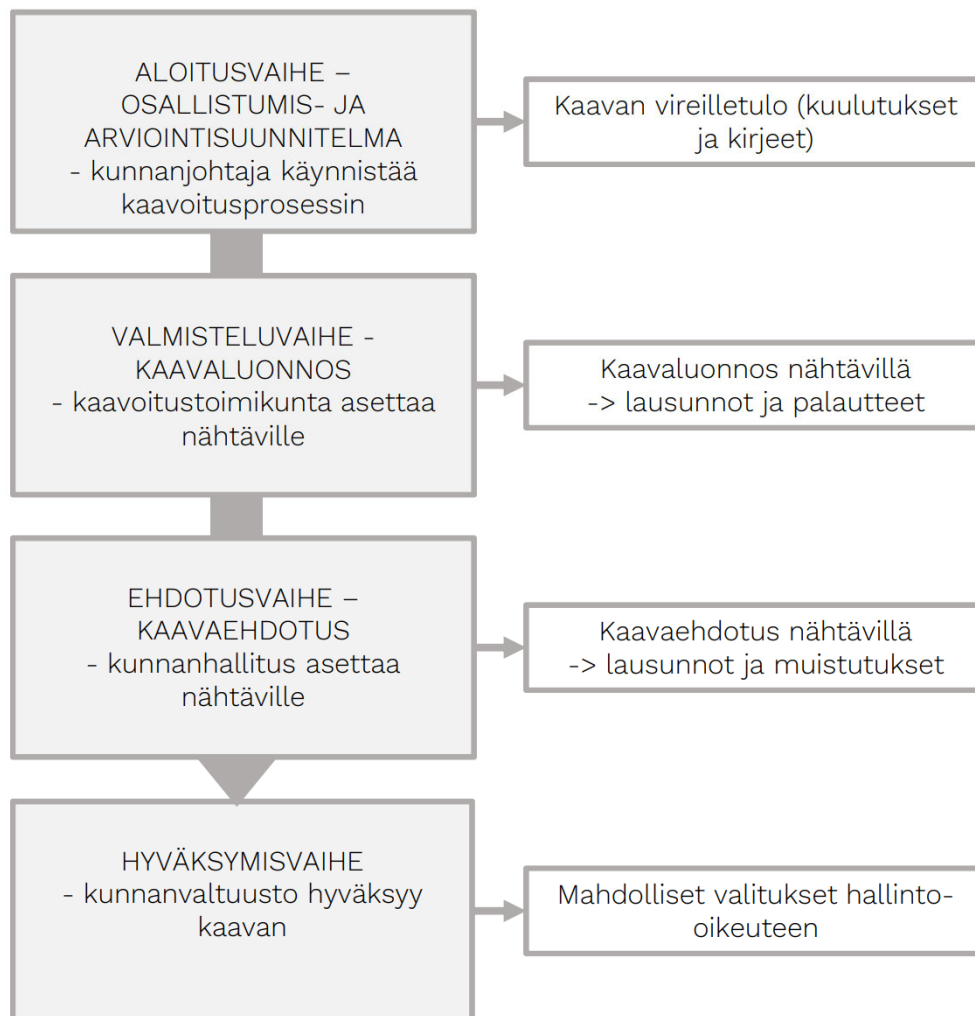 ALOITUSVAIHE –
OSALLISTUMIS- JA
ARVIOINTISUUNNITELMA
- kunnanjohtaja käynnistää
kaavoitusprosessin
Kaavan vireilletulo (kuulutukset
ja kirjeet)
VALMISTELUVAIHE -
KAAVALUONNOS
- kaavoitustoimikunta asettaa
nähtäville
Kaavaluonnos nähtävillä
-> lausunnot ja palautteet
EHDOTUSVAIHE –
KAAVAEHDOTUS
- kunnanhallitus asettaa
nähtäville
Kaavaehdotus nähtävillä
-> lausunnot ja muistutukset
HYVÄKSYMISVAIHE
- kunnanvaltuusto hyväksyy
kaavan
Mahdolliset valitukset hallinto-
oikeuteen